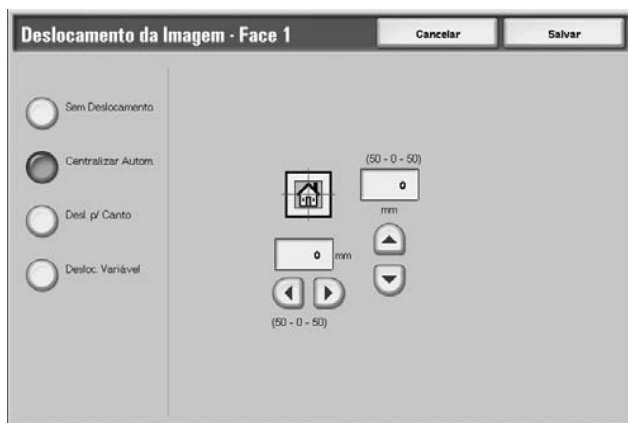 Deslocamento da Imagem - Face 1
Cancelar
Salvar
Sem Deslocamento
Centralizar Autom.
Desl. p/ Canto
Desloc. Variável
(50 - 0 - 50)
0
mm
0 mm
(50 - 0 - 50)